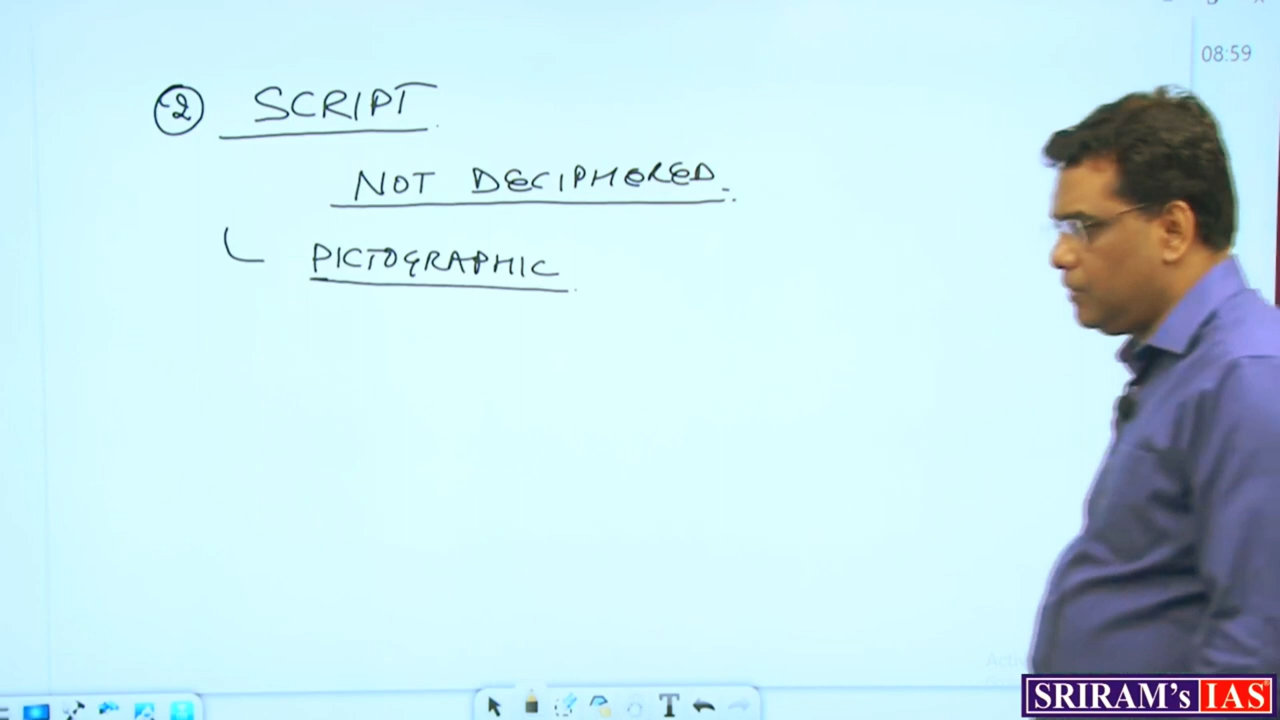 08:59
② SCRIPT
NOT DECIPHERED
PICTOGRAPHIC
T
SRIRAM's IAS